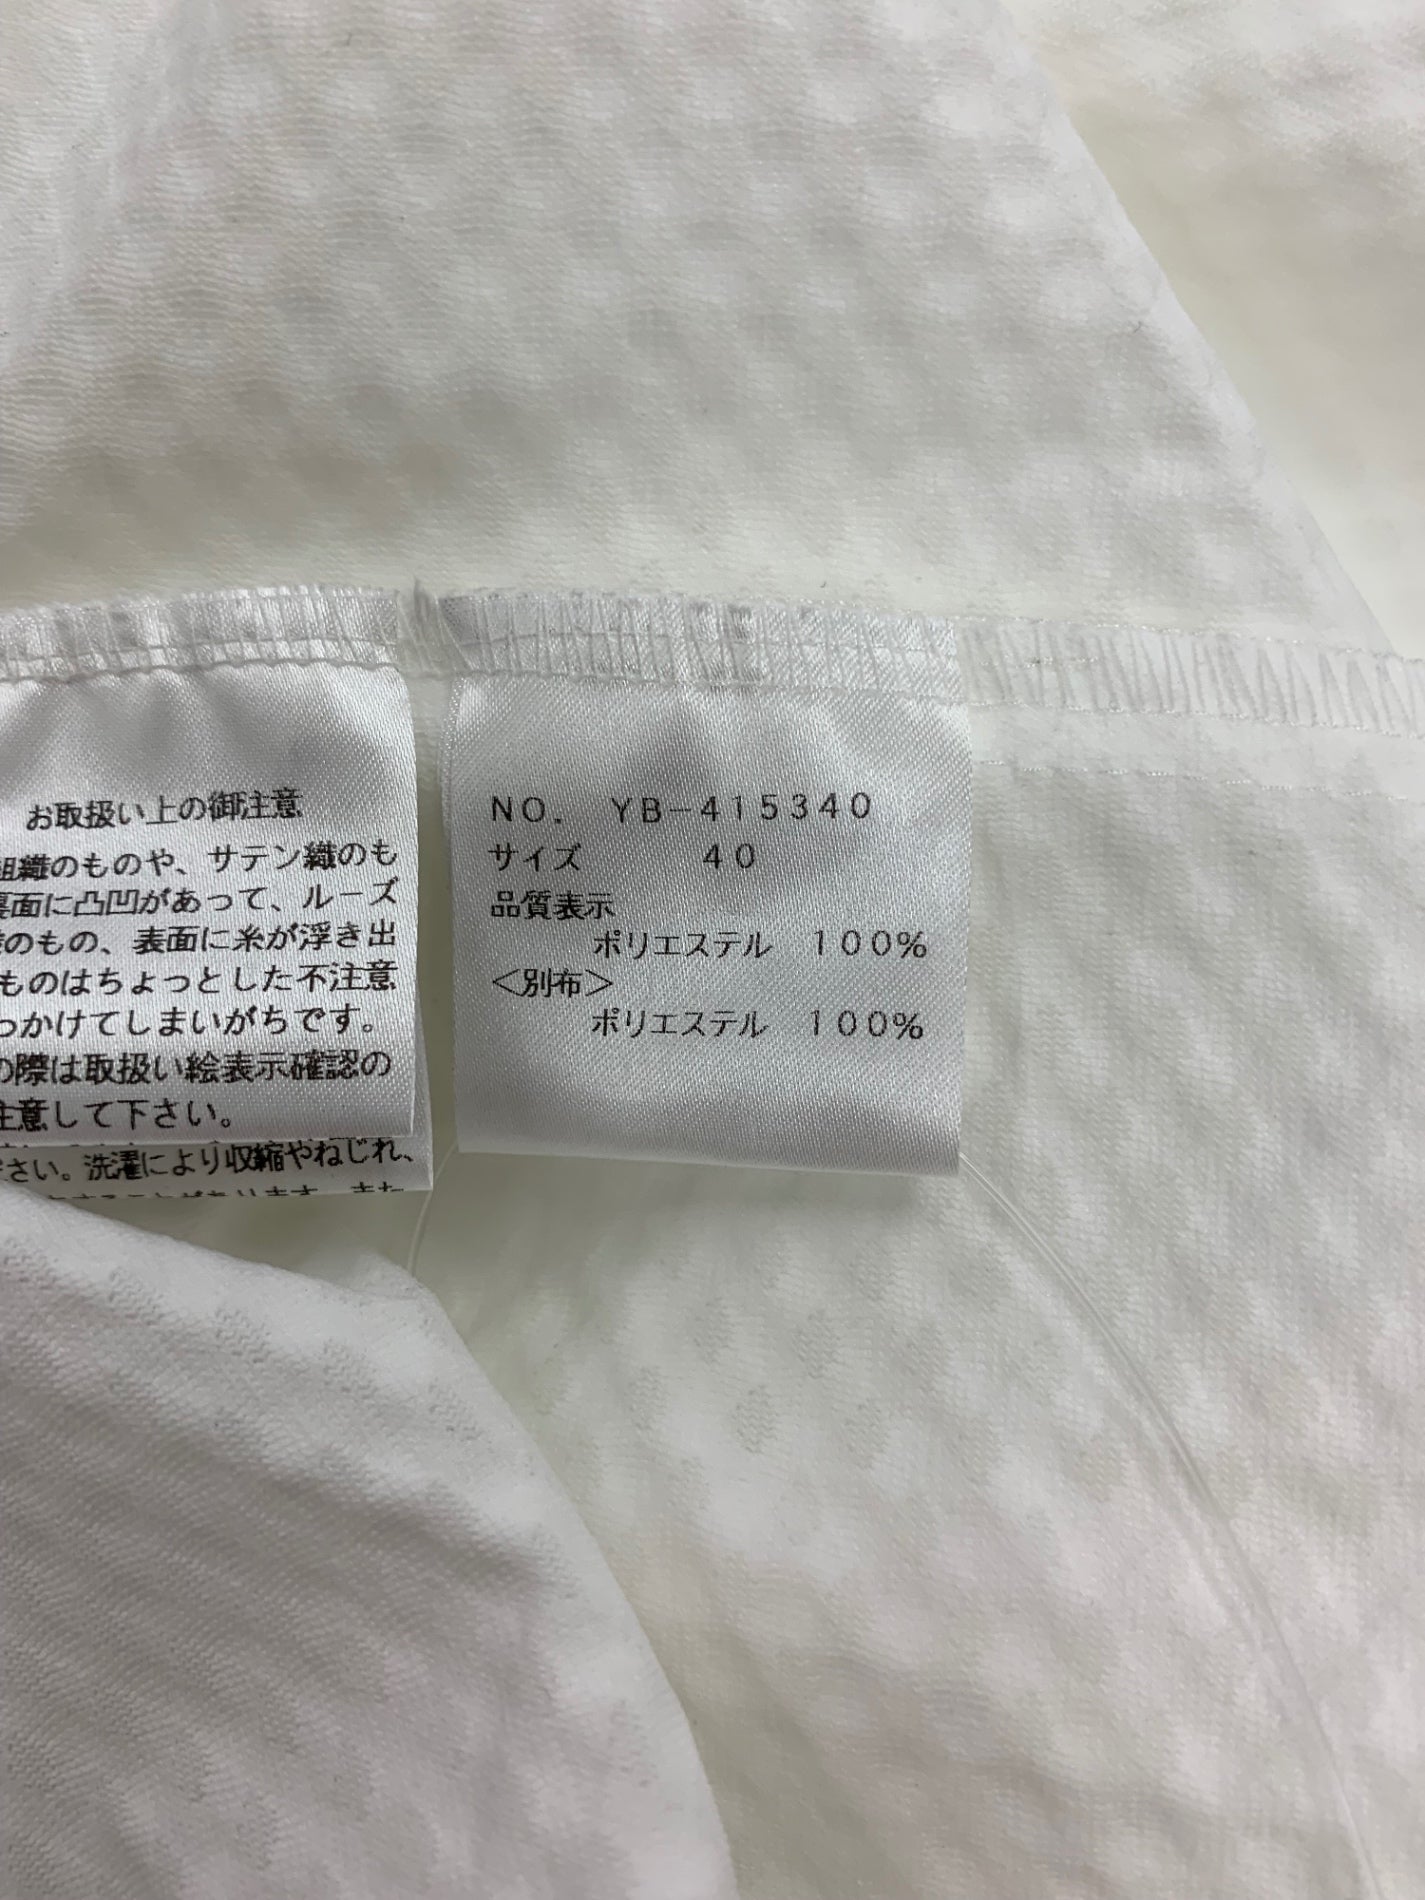 お取扱い上の御注意
組織のものや、サテン織のも
裏面に凸凹があって、ルーズ
のもの、表面に糸が浮き出
ものはちょっとした不注意
っかけてしまいがちです。
の際は取扱い絵表示確認の
注意して下さい。
ださい。洗濯により収縮やねじれ、
NO. YB-415340
サイズ 40
品質表示
ポリエステル 100%
<別布>
ポリエステル 100%